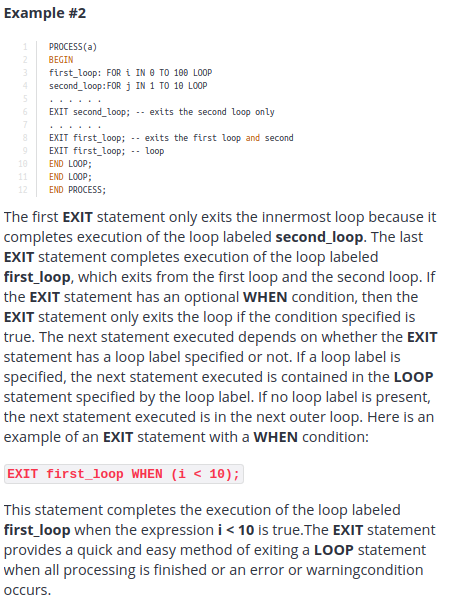 Example #2
1 PROCESS(a)
2 BEGIN
3 first_loop: FOR i IN 0 TO 100 LOOP
4 second_loop:FOR j IN 1 TO 10 LOOP
5 . . . . . .
6 EXIT second_loop; -- exits the second loop only
7 . . . . . .
8 EXIT first_loop; -- exits the first loop and second
9 EXIT first_loop; -- loop
10 END LOOP;
11 END LOOP;
12 END PROCESS;
The first EXIT statement only exits the innermost loop because it
completes execution of the loop labeled second_loop. The last
EXIT statement completes execution of the loop labeled
first_loop, which exits from the first loop and the second loop. If
the EXIT statement has an optional WHEN condition, then the
EXIT statement only exits the loop if the condition specified is
true. The next statement executed depends on whether the EXIT
statement has a loop label specified or not. If a loop label is
specified, the next statement executed is contained in the LOOP
statement specified by the loop label. If no loop label is present,
the next statement executed is in the next outer loop. Here is an
example of an EXIT statement with a WHEN condition:
EXIT first_loop WHEN (i < 10);
This statement completes the execution of the loop labeled
first_loop when the expression i < 10 is true.The EXIT statement
provides a quick and easy method of exiting a LOOP statement
when all processing is finished or an error or warningcondition
occurs.